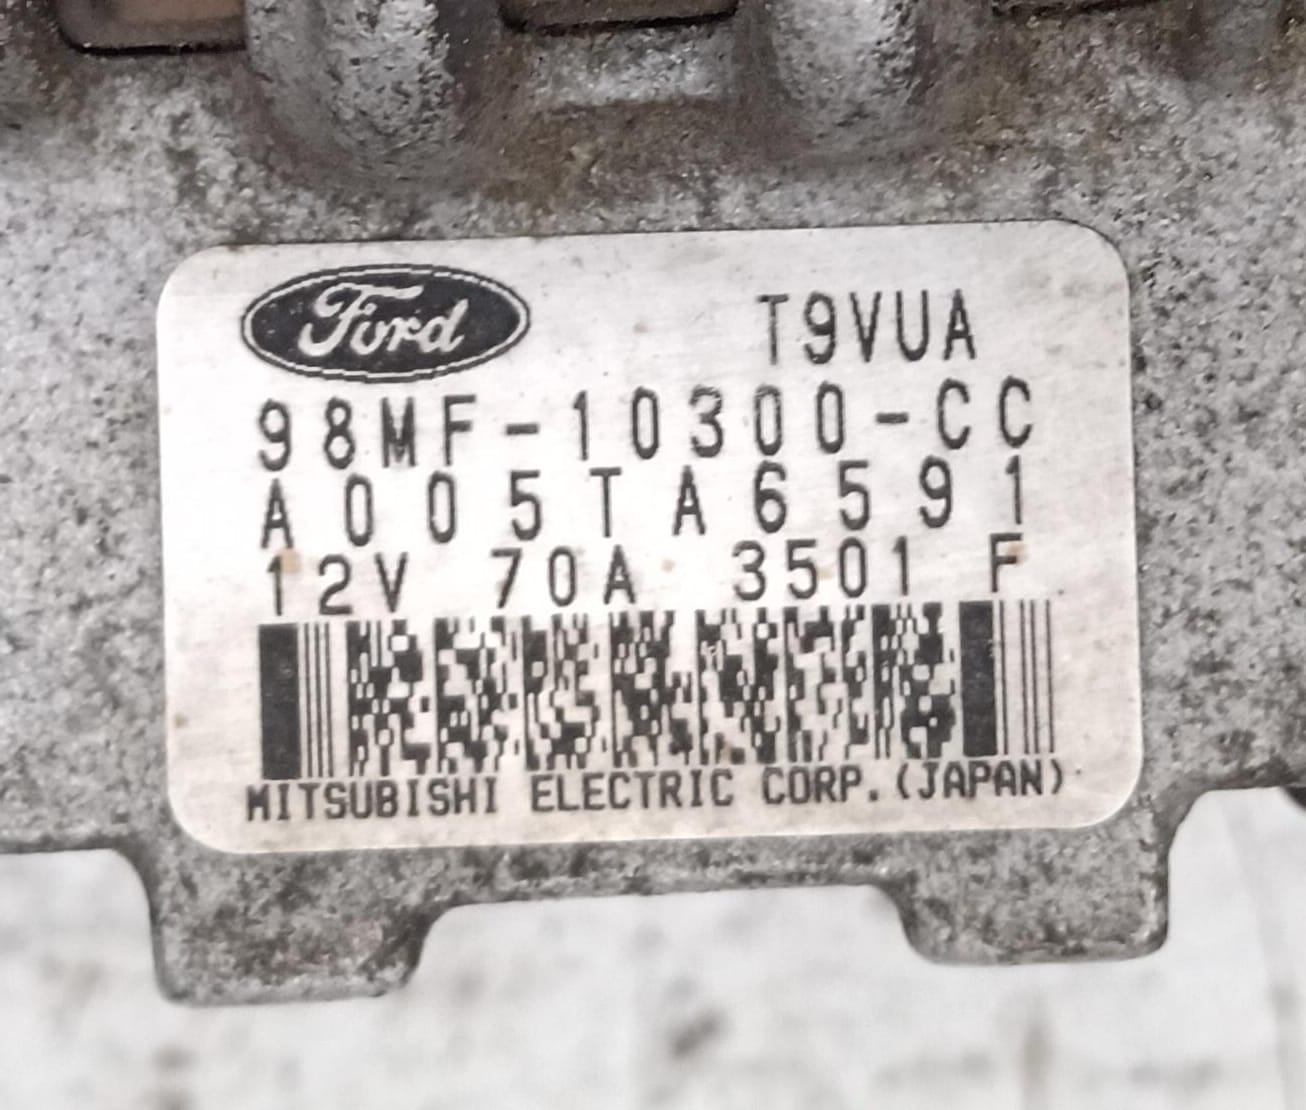 Ford T9VUA
98MF-10300-CC
A005TA6591
12V 70A 3501 F
MITSUBISHI ELECTRIC CORP.(JAPAN)